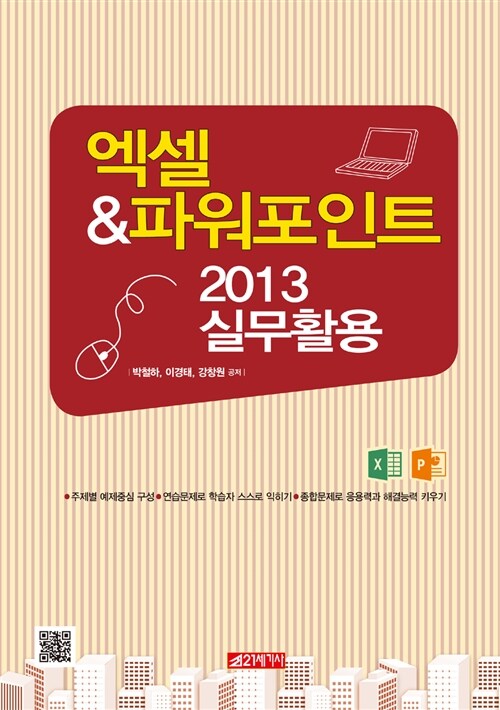 엑셀
&파워포인트
2013
실무활용
| 박철하, 이경태, 강창원 공저 |
X
P
● 주제별 예제중심 구성 ● 연습문제로 학습자 스스로 익히기 ● 종합문제로 응용력과 해결능력 키우기
21세기사